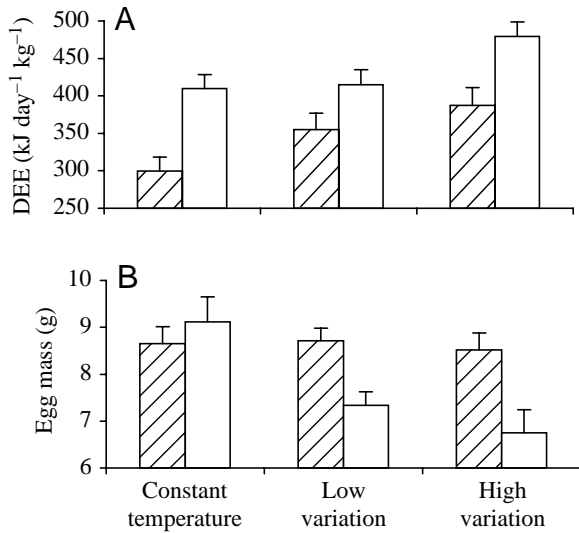 A
DEE (kJ day⁻¹ kg⁻¹)
500
450
400
350
300
250
B
Egg mass (g)
10
9
8
7
6
Constant temperature
Low variation
High variation